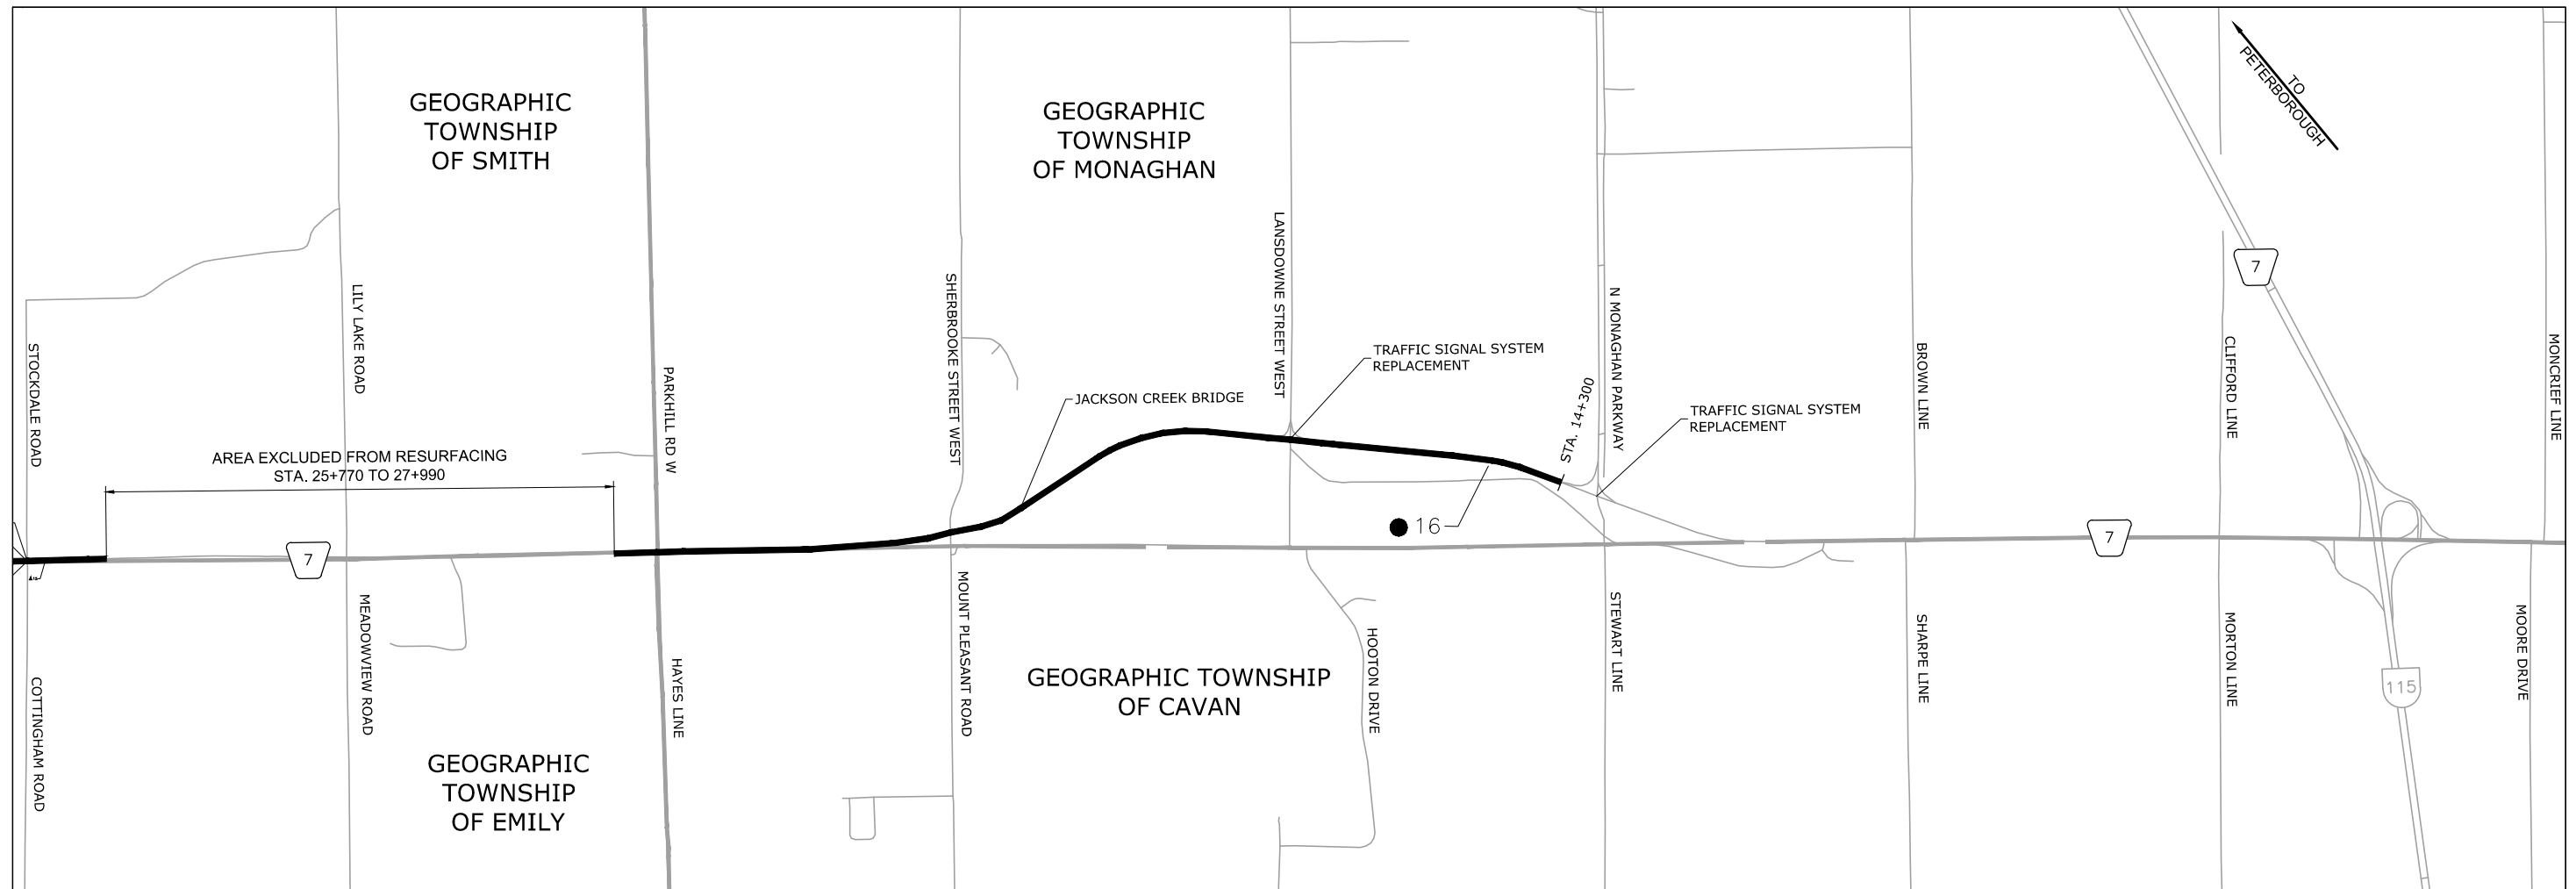 GEOGRAPHIC
TOWNSHIP
OF SMITH
GEOGRAPHIC
TOWNSHIP
OF MONAGHAN
TO
PETERBOROUGH
7
STOCKDALE ROAD
LILY LAKE ROAD
PARKHILL RD W
SHERBROOKE STREET WEST
LANSDOWNE STREET WEST
N MONAGHAN PARKWAY
BROWN LINE
CLIFFORD LINE
MONCRIEF LINE
TRAFFIC SIGNAL SYSTEM
REPLACEMENT
JACKSON CREEK BRIDGE
STA. 14+300
TRAFFIC SIGNAL SYSTEM
REPLACEMENT
AREA EXCLUDED FROM RESURFACING
STA. 25+770 TO 27+990
16
7
7
COTTINGHAM ROAD
MEADOWVIEW ROAD
HAYES LINE
MOUNT PLEASANT ROAD
HOOTON DRIVE
STEWART LINE
SHARPE LINE
MORTON LINE
MOORE DRIVE
115
GEOGRAPHIC TOWNSHIP
OF CAVAN
GEOGRAPHIC
TOWNSHIP
OF EMILY